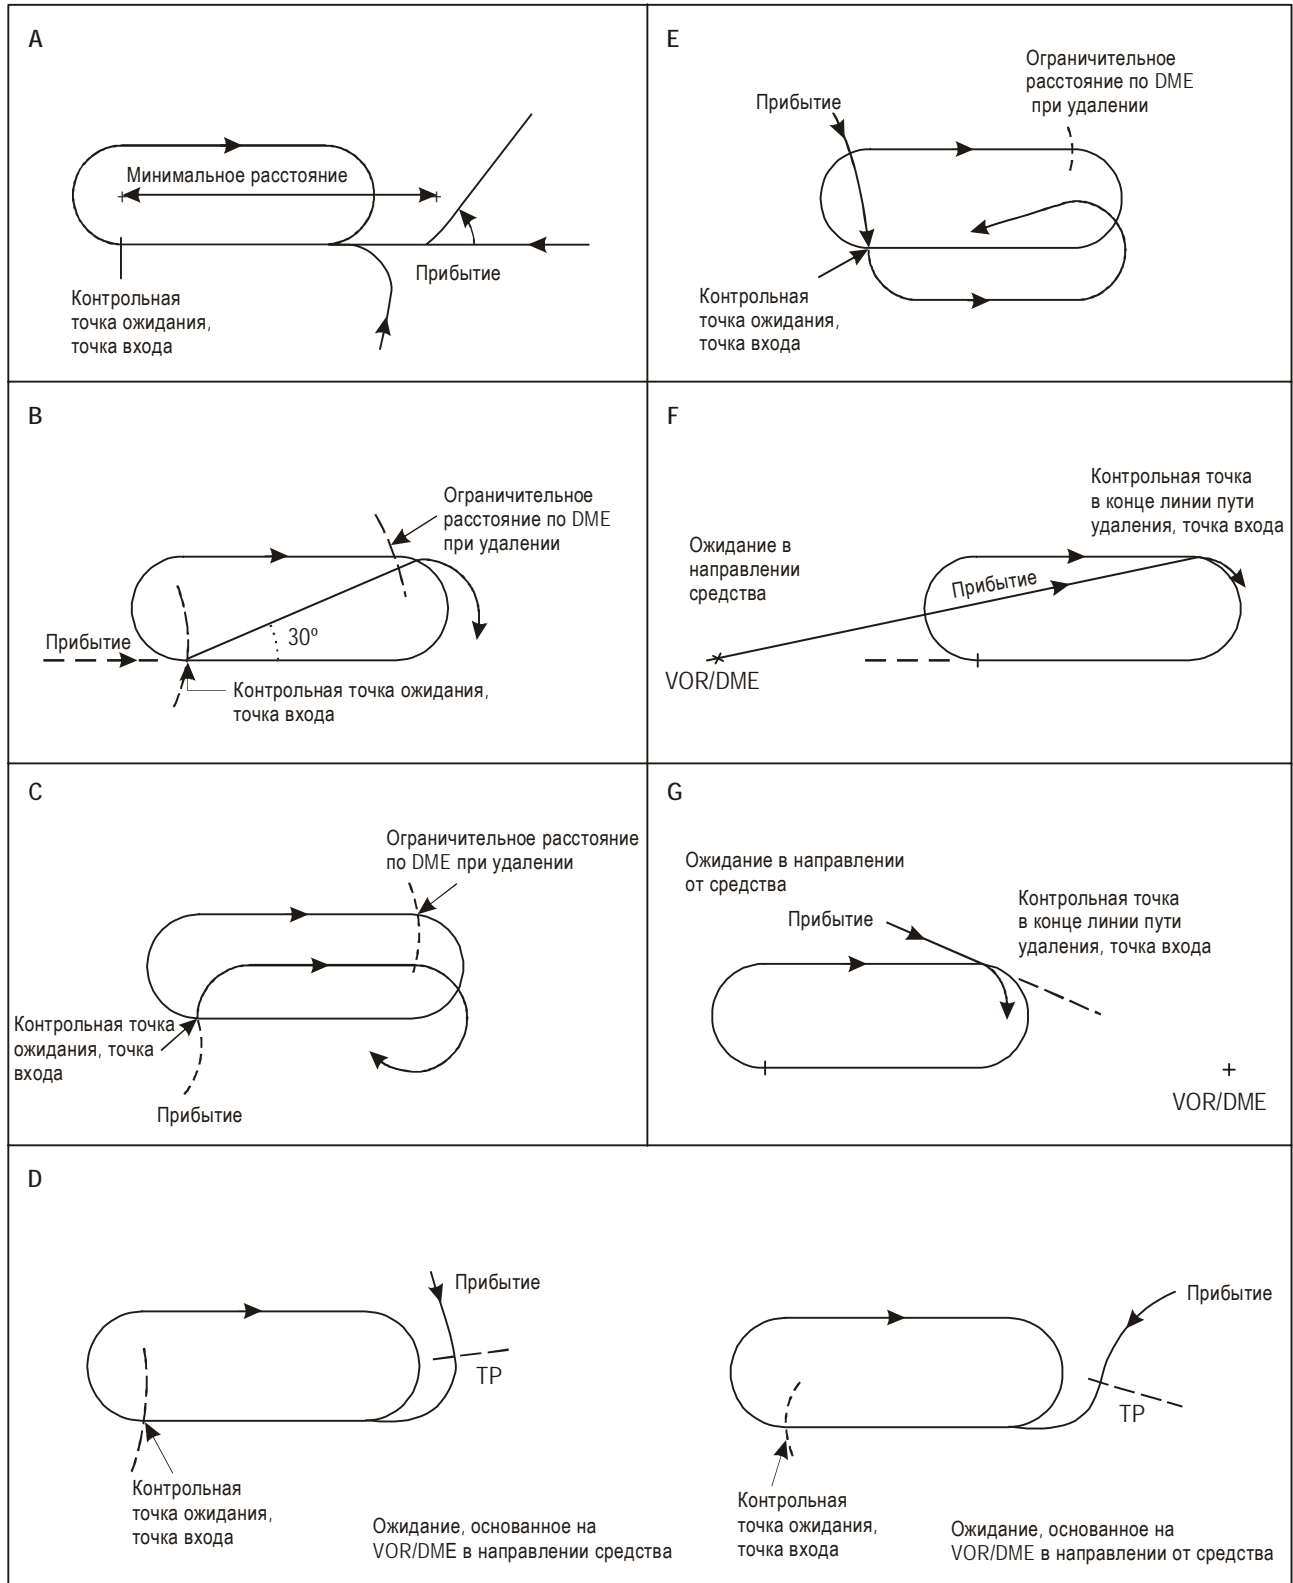 A
Минимальное расстояние
Прибытие
Контрольная
точка ожидания,
точка входа
E
Ограничительное
расстояние по DME
при удалении
Прибытие
Контрольная
точка ожидания,
точка входа
B
Ограничительное
расстояние по DME
при удалении
Прибытие
30°
Контрольная точка ожидания,
точка входа
F
Контрольная точка
в конце линии пути
удаления, точка входа
Ожидание в
направлении
средства
Прибытие
VOR/DME
C
Ограничительное расстояние
по DME при удалении
Контрольная точка
ожидания, точка
входа
Прибытие
G
Ожидание в направлении
от средства
Прибытие
Контрольная точка
в конце линии пути
удаления, точка входа
VOR/DME
D
Прибытие
TP
Контрольная
точка ожидания,
точка входа
Ожидание, основанное на
VOR/DME в направлении средства
Прибытие
TP
Контрольная
точка ожидания,
точка входа
Ожидание, основанное на
VOR/DME в направлении от средства